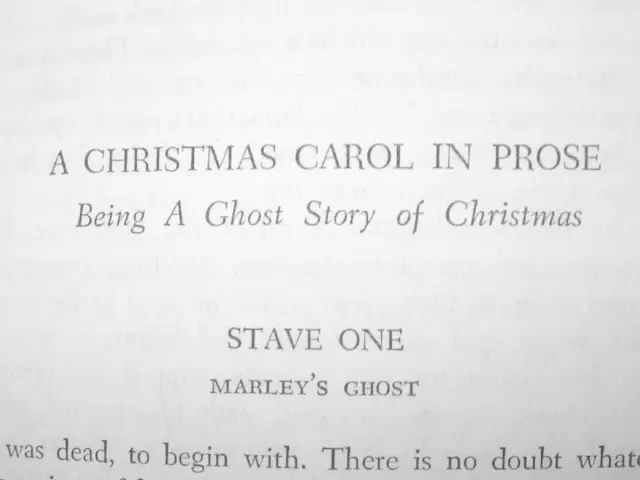 A CHRISTMAS CAROL IN PROSE
Being A Ghost Story of Christmas
STAVE ONE
MARLEY'S GHOST
was dead, to begin with. There is no doubt